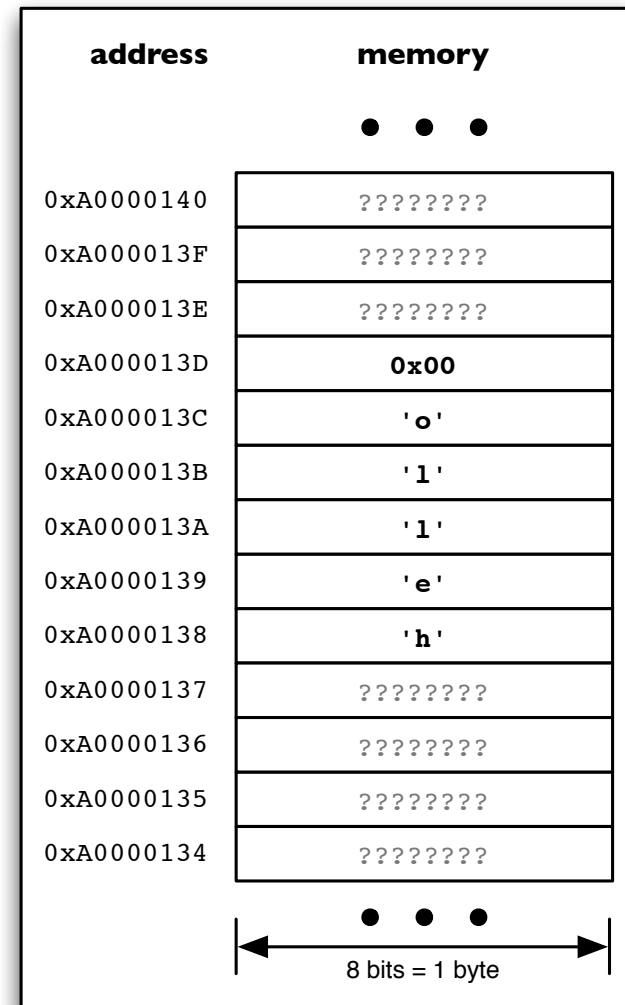 address memory
● ● ●
0xA0000140 ????????
0xA000013F ????????
0xA000013E ????????
0xA000013D 0x00
0xA000013C 'o'
0xA000013B 'l'
0xA000013A 'l'
0xA0000139 'e'
0xA0000138 'h'
0xA0000137 ????????
0xA0000136 ????????
0xA0000135 ????????
0xA0000134 ????????
● ● ●
8 bits = 1 byte